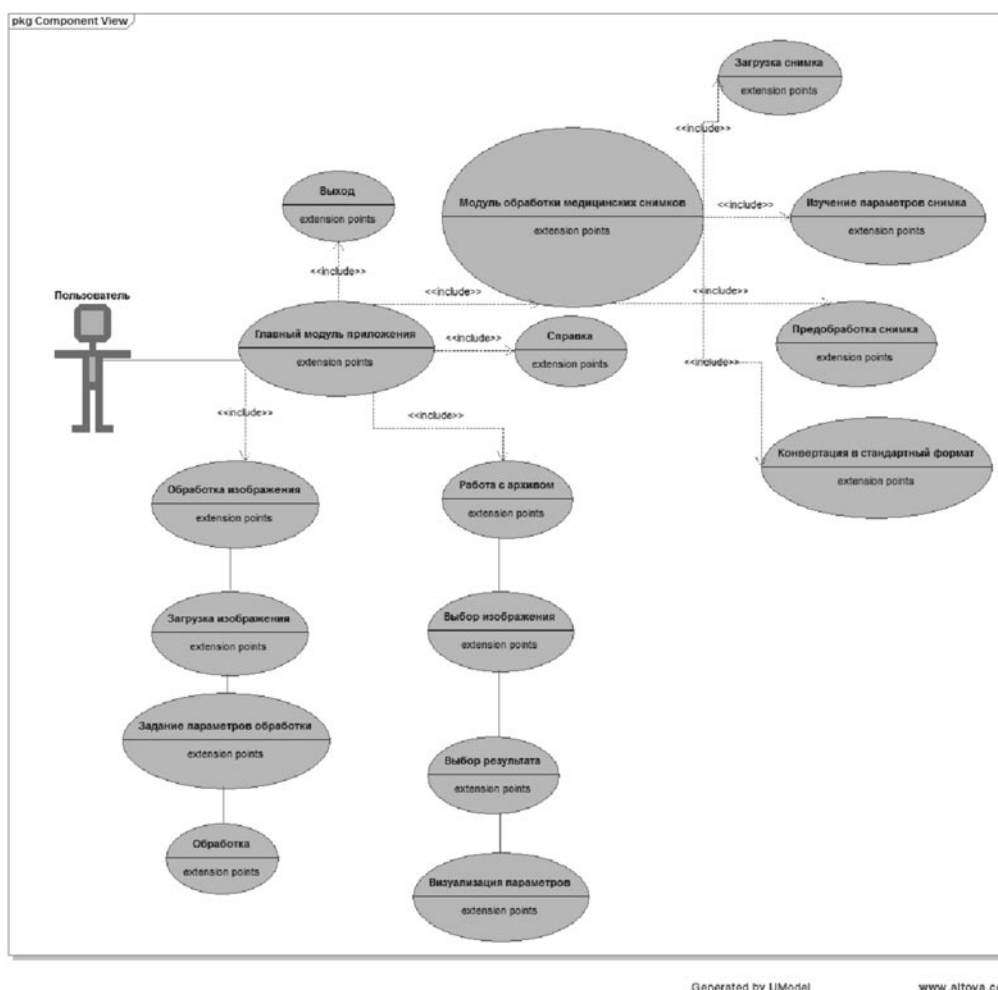 pkg Component View
Загрузка снимка
extension points
<<include>>
Выход
extension points
Модуль обработки медицинских снимков
extension points
<<include>>
Изучение параметров снимка
extension points
<<include>>
<<include>>
<<include>>
Пользователь
Главный модуль приложения
extension points
<<include>>
Справка
extension points
Предобработка снимка
extension points
<<include>>
<<include>>
<<include>>
Конвертация в стандартный формат
extension points
Обработка изображения
extension points
Работа с архивом
extension points
Загрузка изображения
extension points
Выбор изображения
extension points
Задание параметров обработки
extension points
Выбор результата
extension points
Обработка
extension points
Визуализация параметров
extension points
Generated by UModel
www.altova.co